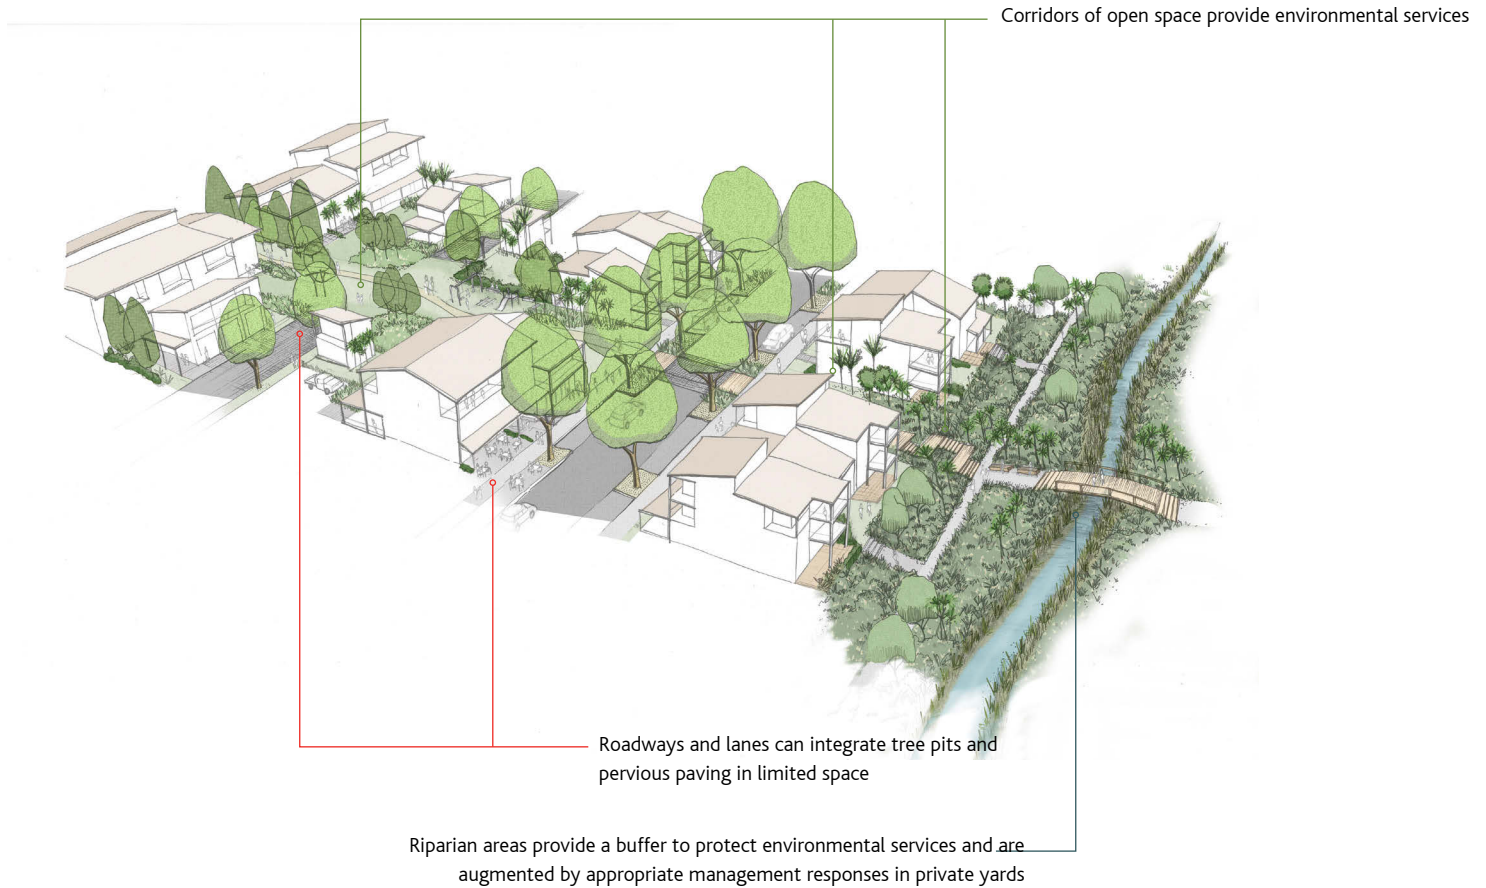 Corridors of open space provide environmental services
Roadways and lanes can integrate tree pits and
pervious paving in limited space
Riparian areas provide a buffer to protect environmental services and are
augmented by appropriate management responses in private yards